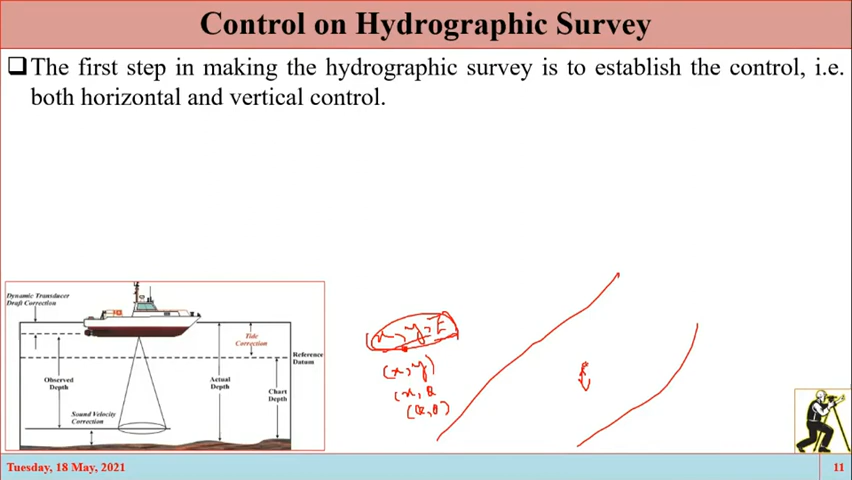 Control on Hydrographic Survey
❑The first step in making the hydrographic survey is to establish the control, i.e.
both horizontal and vertical control.
Dynamic Transducer
Draft Correction
Tide
Correction
Reference
Datum
Observed
Depth
Actual
Depth
Chart
Depth
Sound Velocity
Correction
(x, y, z
(x, y)
Tuesday, 18 May, 2021
11